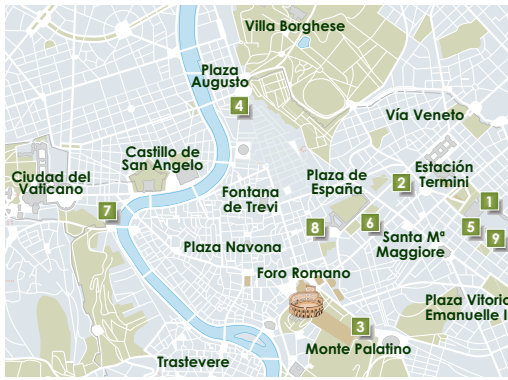 Villa Borghese
Plaza
Augusto
4
Vía Veneto
Castillo de
San Angelo
Ciudad del
Vaticano
Plaza de
España
Estación
Termini
2
1
Fontana
de Trevi
7
8
6
5
9
Santa Mª
Maggiore
Plaza Navona
Foro Romano
Plaza Vitorio
Emanuelle I
3
Monte Palatino
Trastevere